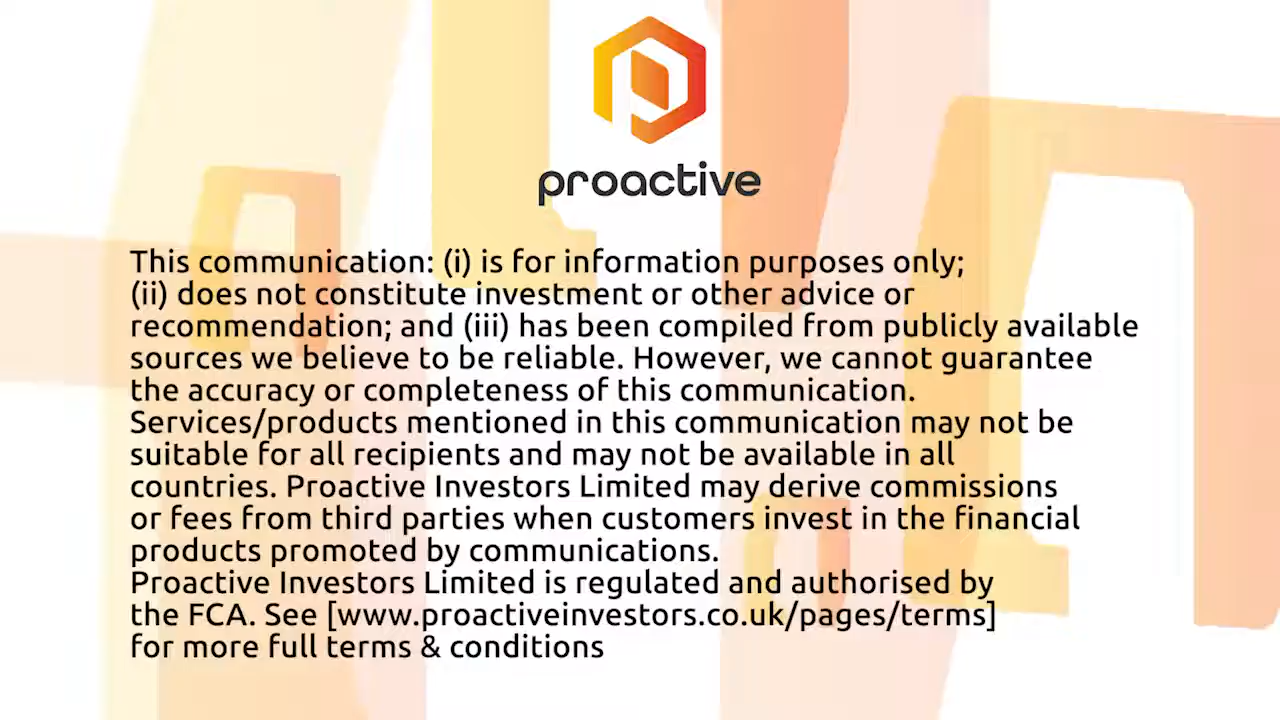 proactive
This communication: (i) is for information purposes only;
(ii) does not constitute investment or other advice or
recommendation; and (iii) has been compiled from publicly available
sources we believe to be reliable. However, we cannot guarantee
the accuracy or completeness of this communication.
Services/products mentioned in this communication may not be
suitable for all recipients and may not be available in all
countries. Proactive Investors Limited may derive commissions
or fees from third parties when customers invest in the financial
products promoted by communications.
Proactive Investors Limited is regulated and authorised by
the FCA. See [www.proactiveinvestors.co.uk/pages/terms]
for more full terms & conditions